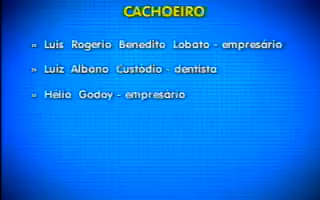 CACHOEIRO
» Luis Rogerio Benedito Lobato - empresário
» Luiz Albano Custódio - dentista
» Hélio Godoy - empresário